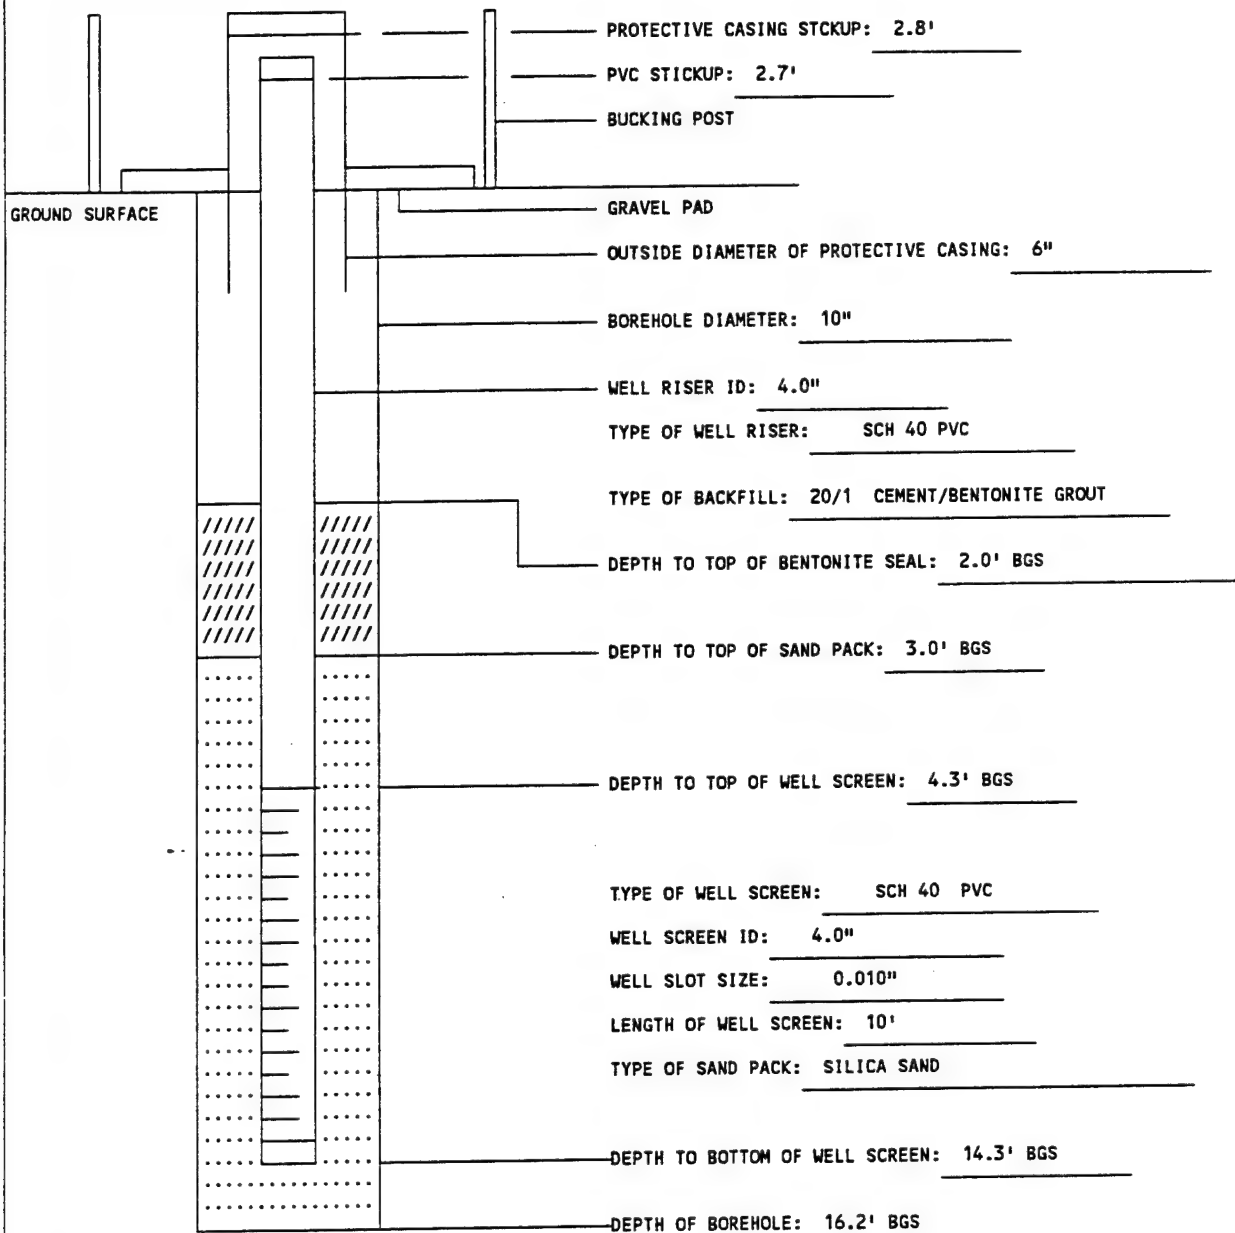 PROTECTIVE CASING STCKUP: 2.8'
PVC STICKUP: 2.7'
BUCKING POST
GROUND SURFACE
GRAVEL PAD
OUTSIDE DIAMETER OF PROTECTIVE CASING: 6"
BOREHOLE DIAMETER: 10"
WELL RISER ID: 4.0"
TYPE OF WELL RISER: SCH 40 PVC
TYPE OF BACKFILL: 20/1 CEMENT/BENTONITE GROUT
DEPTH TO TOP OF BENTONITE SEAL: 2.0' BGS
DEPTH TO TOP OF SAND PACK: 3.0' BGS
DEPTH TO TOP OF WELL SCREEN: 4.3' BGS
TYPE OF WELL SCREEN: SCH 40 PVC
WELL SCREEN ID: 4.0"
WELL SLOT SIZE: 0.010"
LENGTH OF WELL SCREEN: 10'
TYPE OF SAND PACK: SILICA SAND
DEPTH TO BOTTOM OF WELL SCREEN: 14.3' BGS
DEPTH OF BOREHOLE: 16.2' BGS